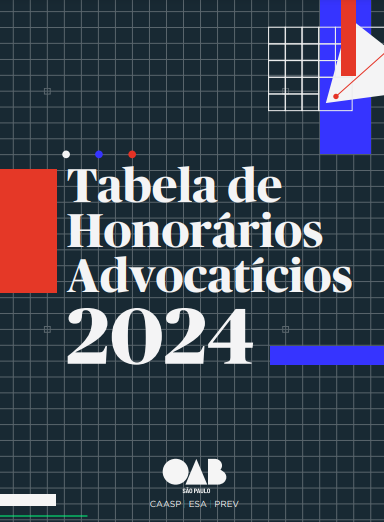 Tabela de
Honorários
Advocatícios
2024
OAB
SÃO PAULO
CAASP ESA PREV